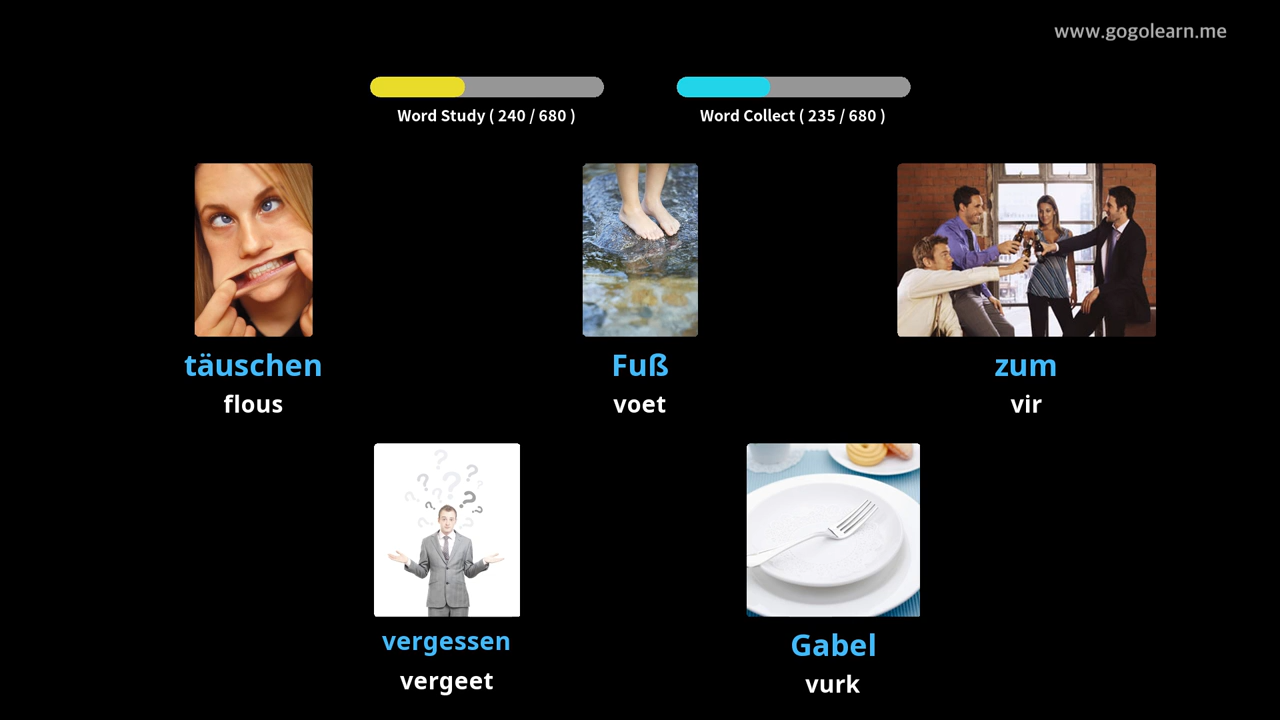 www.gogolearn.me
Word Study ( 240 / 680 )
Word Collect ( 235 / 680 )
täuschen
flous
Fuß
voet
zum
vir
vergessen
vergeet
Gabel
vurk